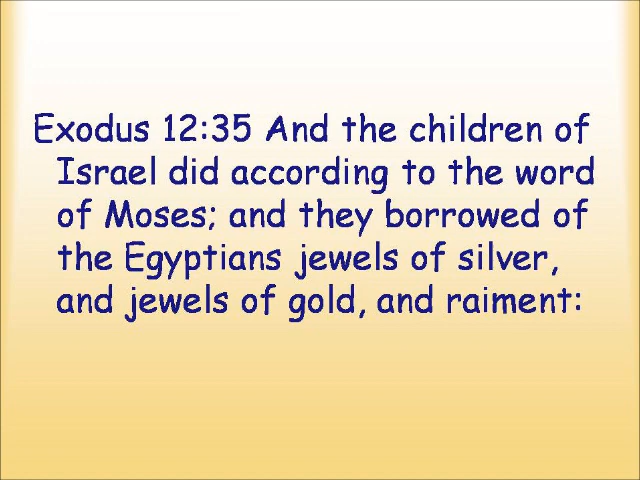 Exodus 12:35 And the children of
Israel did according to the word
of Moses; and they borrowed of
the Egyptians jewels of silver,
and jewels of gold, and raiment: